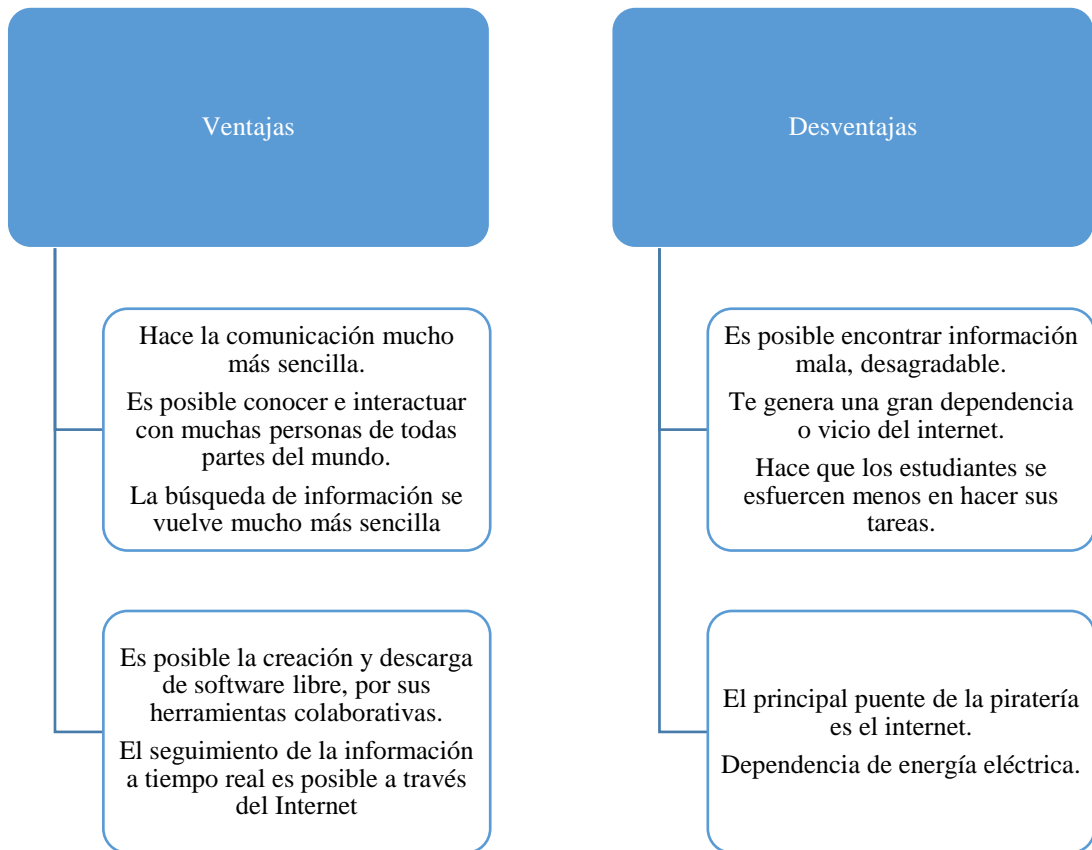 Ventajas
Hace la comunicación mucho
más sencilla.
Es posible conocer e interactuar
con muchas personas de todas
partes del mundo.
La búsqueda de información se
vuelve mucho más sencilla
Es posible la creación y descarga
de software libre, por sus
herramientas colaborativas.
El seguimiento de la información
a tiempo real es posible a través
del Internet
Desventajas
Es posible encontrar información
mala, desagradable.
Te genera una gran dependencia
o vicio del internet.
Hace que los estudiantes se
esfuercen menos en hacer sus
tareas.
El principal puente de la piratería
es el internet.
Dependencia de energía eléctrica.